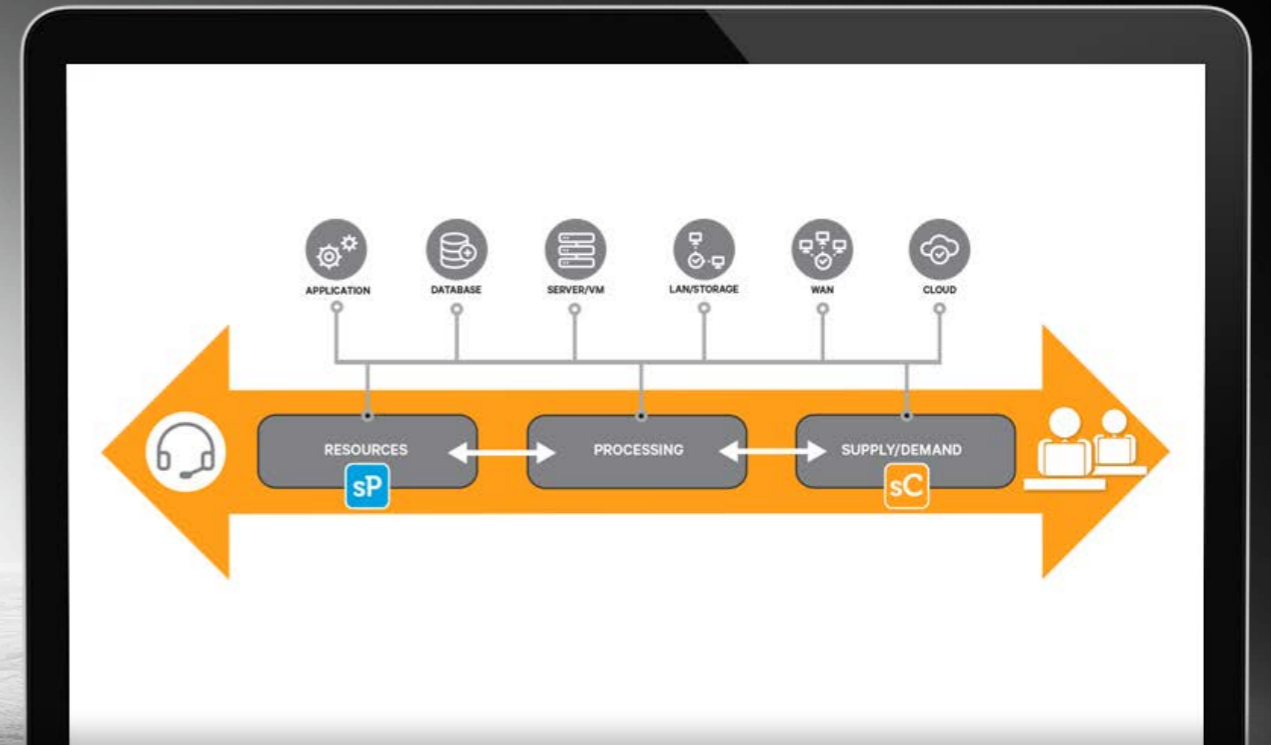 APPLICATION
DATABASE
SERVER/VM
LAN/STORAGE
WAN
CLOUD
RESOURCES
PROCESSING
SUPPLY/DEMAND
sP
sC